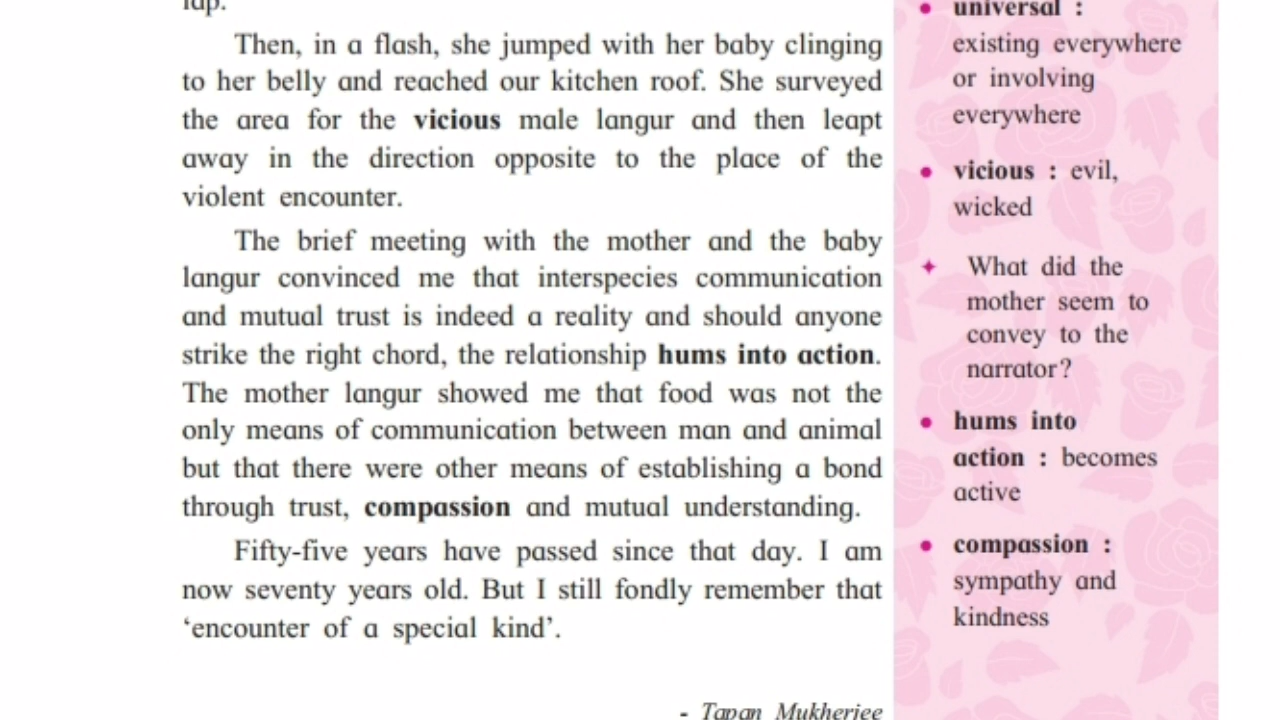 lap.
Then, in a flash, she jumped with her baby clinging
to her belly and reached our kitchen roof. She surveyed
the area for the vicious male langur and then leapt
away in the direction opposite to the place of the
violent encounter.
The brief meeting with the mother and the baby
langur convinced me that interspecies communication
and mutual trust is indeed a reality and should anyone
strike the right chord, the relationship hums into action.
The mother langur showed me that food was not the
only means of communication between man and animal
but that there were other means of establishing a bond
through trust, compassion and mutual understanding.
Fifty-five years have passed since that day. I am
now seventy years old. But I still fondly remember that
‘encounter of a special kind’.
- Tapan Mukherjee
• universal :
existing everywhere
or involving
everywhere
• vicious : evil,
wicked
✦ What did the
mother seem to
convey to the
narrator?
• hums into
action : becomes
active
• compassion :
sympathy and
kindness